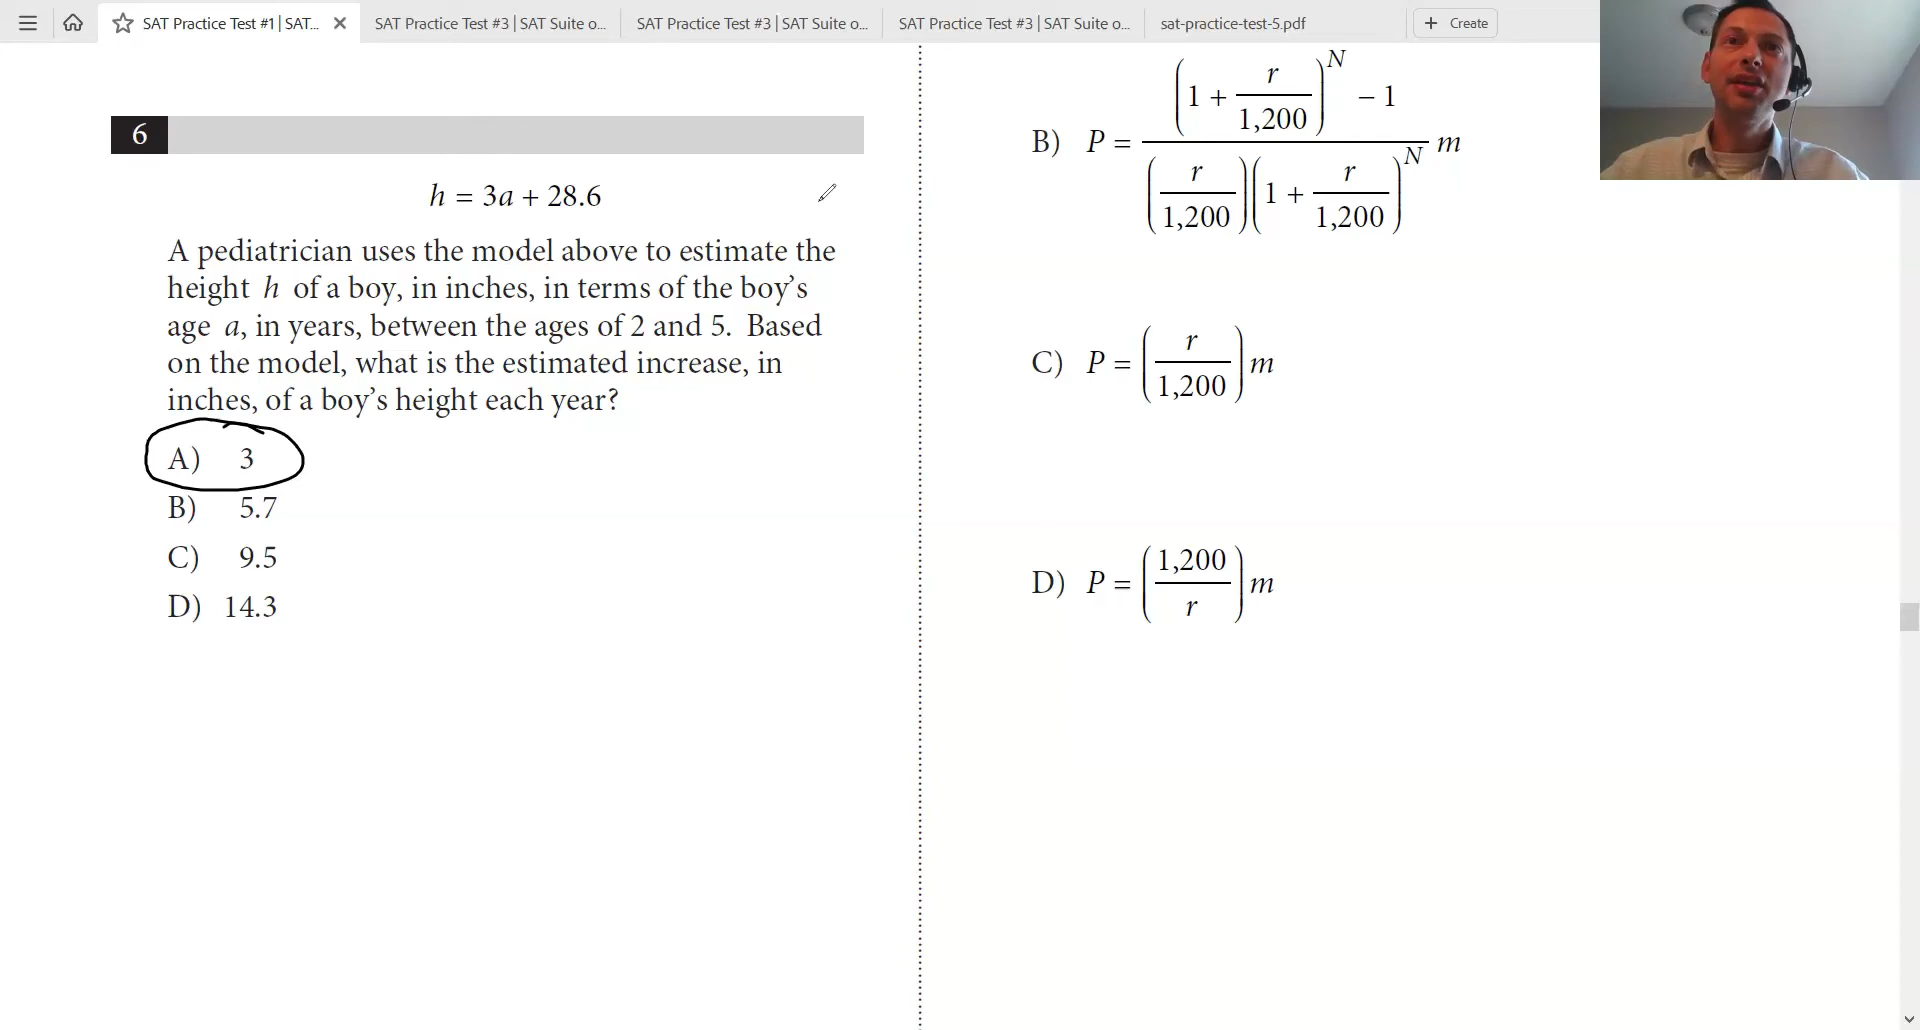 SAT Practice Test #1 | SAT...
SAT Practice Test #3 | SAT Suite o...
SAT Practice Test #3 | SAT Suite o...
SAT Practice Test #3 | SAT Suite o...
sat-practice-test-5.pdf
+ Create
6
h = 3a + 28.6
A pediatrician uses the model above to estimate the
height h of a boy, in inches, in terms of the boy's
age a, in years, between the ages of 2 and 5. Based
on the model, what is the estimated increase, in
inches, of a boy's height each year?
A) 3
B) 5.7
C) 9.5
D) 14.3
B) P = ((1 + r/1,200)^N − 1)/((r/1,200)(1 + r/1,200)^N) m
C) P = (r/1,200) m
D) P = (1,200/r) m